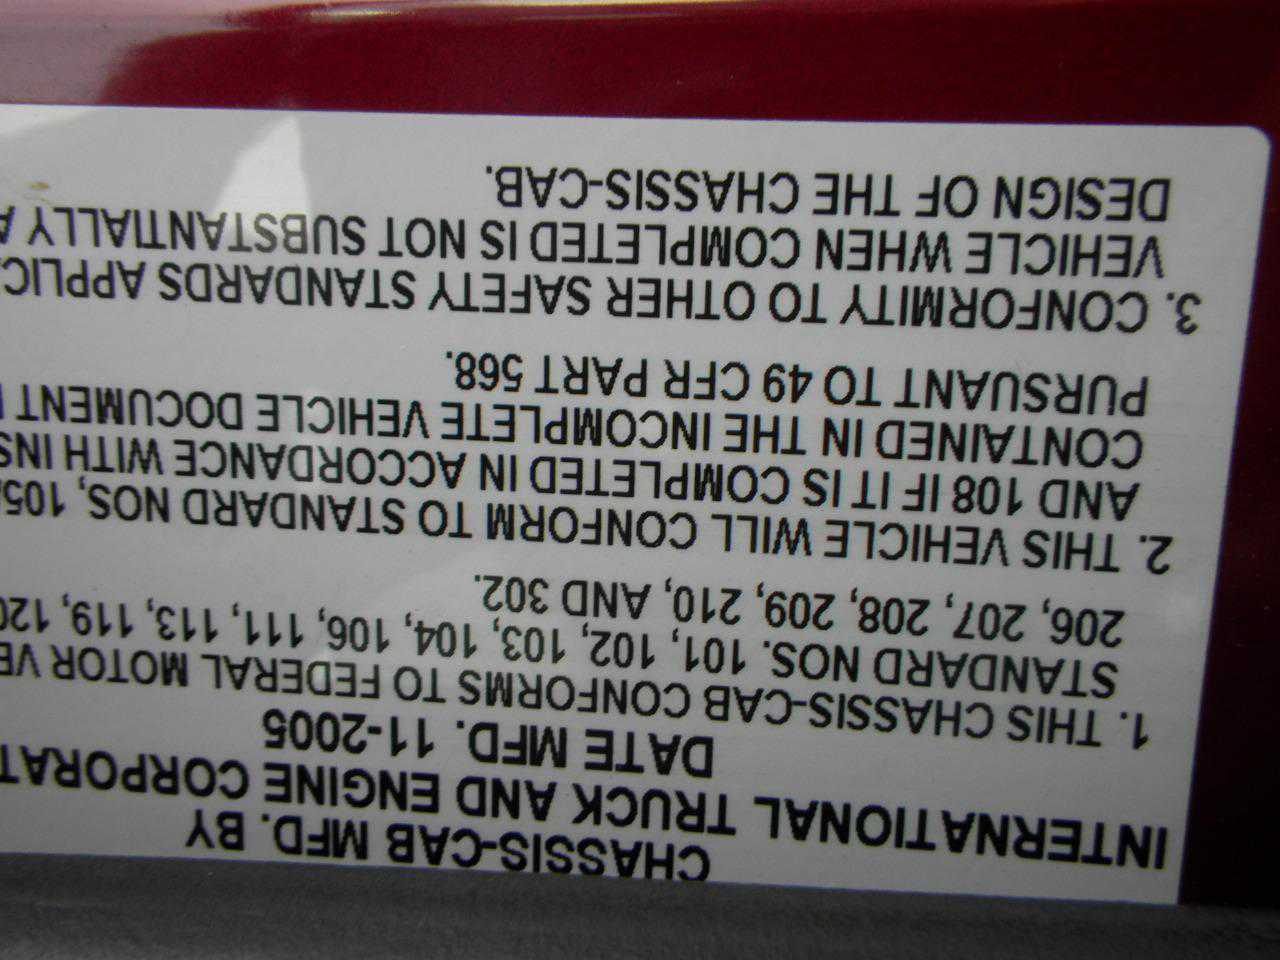 CHASSIS-CAB MFD. BY
INTERNATIONAL TRUCK AND ENGINE
DATE MFD. 11-2005
1. THIS CHASSIS-CAB CONFORMS TO FEDERAL MOTOR
STANDARD NOS. 101, 102, 103, 104, 106, 111, 113, 119,
206, 207, 208, 209, 210, AND 302.
2. THIS VEHICLE WILL CONFORM TO STANDARD NOS,
AND 108 IF IT IS COMPLETED IN ACCORDANCE WITH
CONTAINED IN THE INCOMPLETE VEHICLE DOCUMENT
PURSUANT TO 49 CFR PART 568.
3. CONFORMITY TO OTHER SAFETY STANDARDS
VEHICLE WHEN COMPLETED IS NOT SUBSTANTIALLY
DESIGN OF THE CHASSIS-CAB.